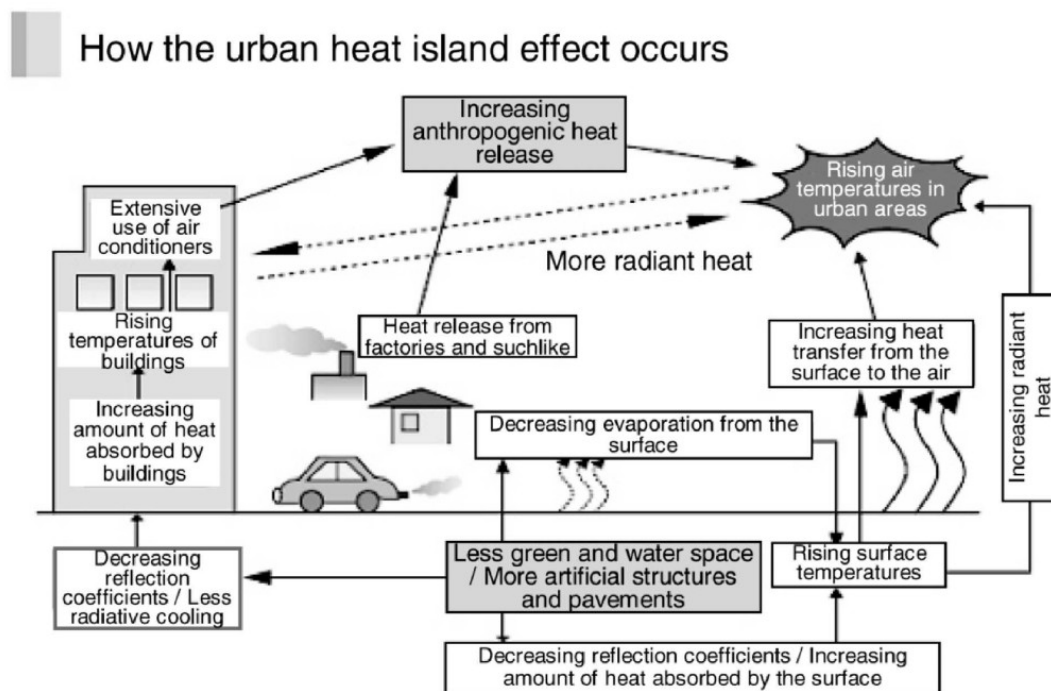 How the urban heat island effect occurs
Increasing
anthropogenic heat
release
Rising air
temperatures in
urban areas
Extensive
use of air
conditioners
More radiant heat
Rising
temperatures of
buildings
Heat release from
factories and suchlike
Increasing heat
transfer from the
surface to the air
Increasing radiant
heat
Increasing
amount of heat
absorbed by
buildings
Decreasing evaporation from the
surface
Decreasing
reflection
coefficients / Less
radiative cooling
Less green and water space
/ More artificial structures
and pavements
Rising surface
temperatures
Decreasing reflection coefficients / Increasing
amount of heat absorbed by the surface